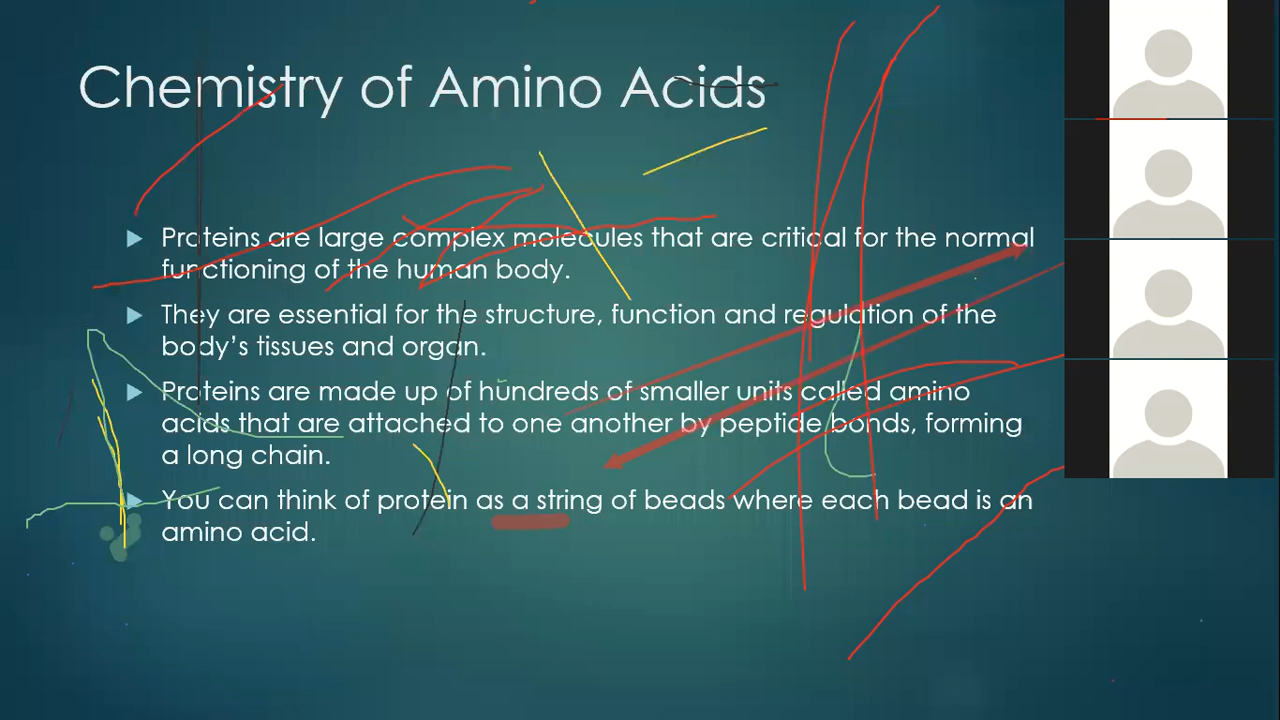 Chemistry of Amino Acids
Proteins are large complex molecules that are critical for the normal
functioning of the human body.
They are essential for the structure, function and regulation of the
body’s tissues and organ.
Proteins are made up of hundreds of smaller units called amino
acids that are attached to one another by peptide bonds, forming
a long chain.
You can think of protein as a string of beads where each bead is an
amino acid.